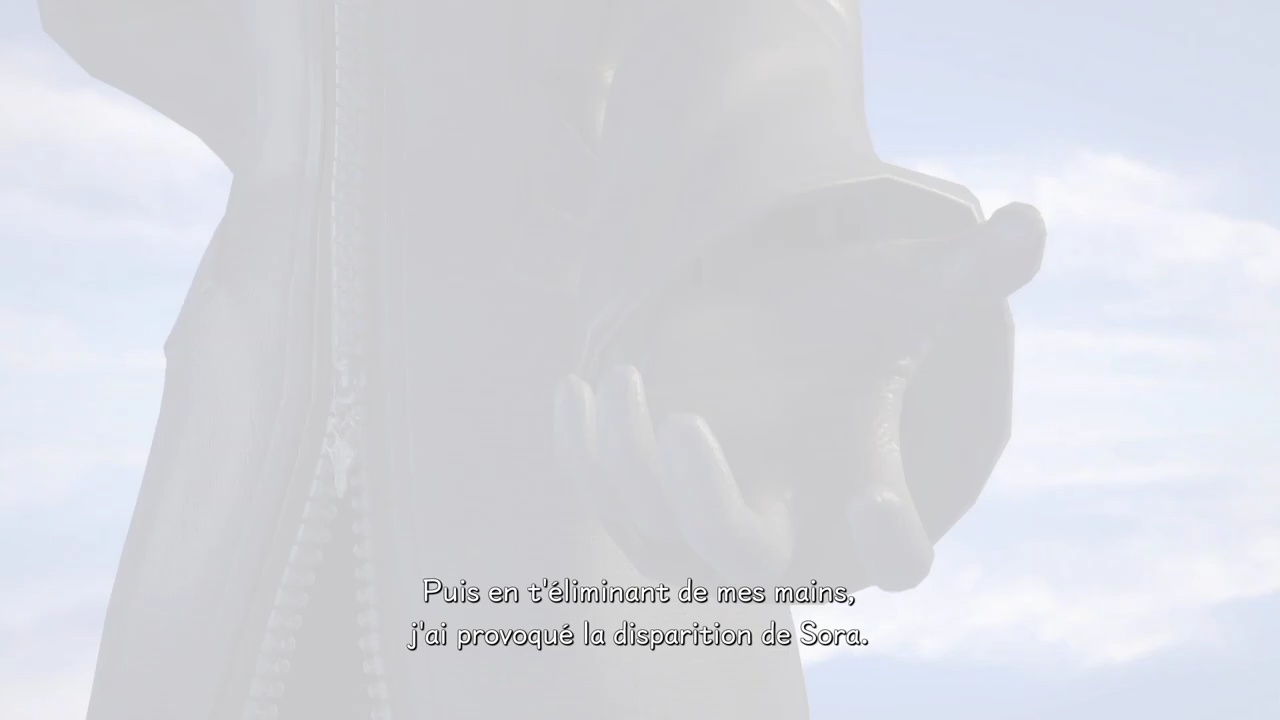 Puis en t'éliminant de mes mains,
j'ai provoqué la disparition de Sora.